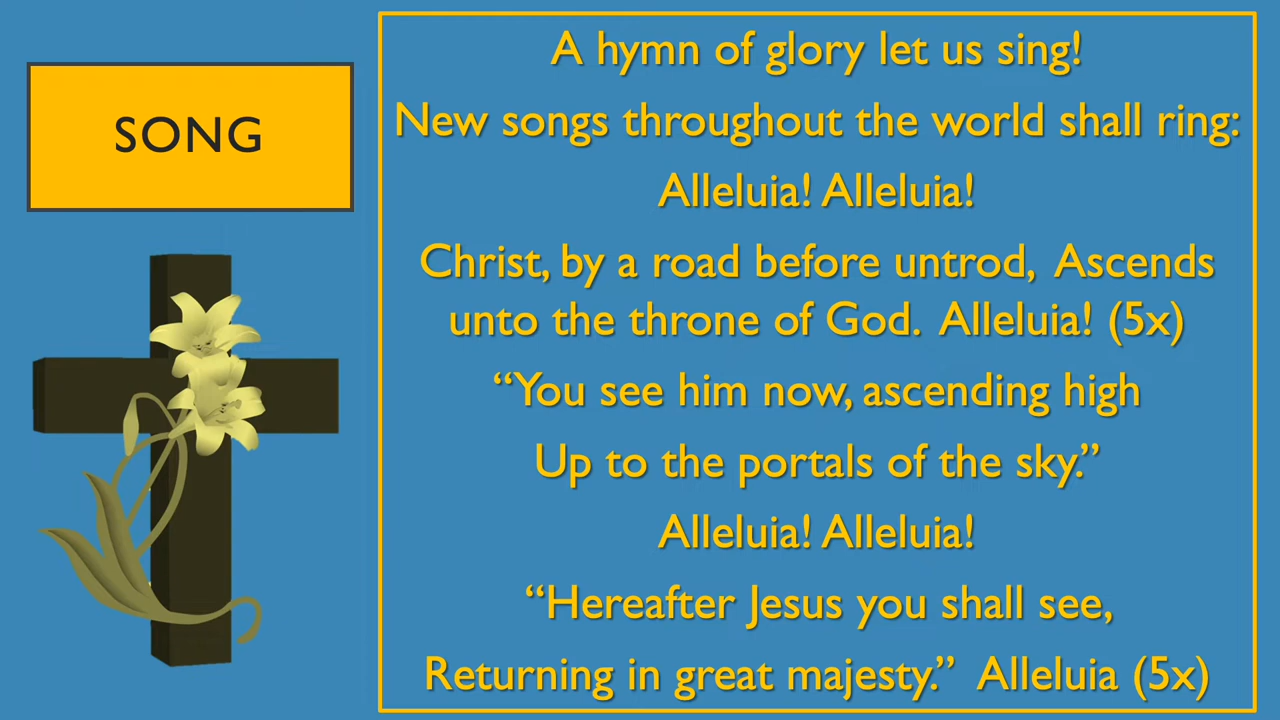 SONG
A hymn of glory let us sing!
New songs throughout the world shall ring:
Alleluia! Alleluia!
Christ, by a road before untrod,  Ascends
unto the throne of God.  Alleluia! (5x)
“You see him now, ascending high
Up to the portals of the sky.”
Alleluia! Alleluia!
“Hereafter Jesus you shall see,
Returning in great majesty.”  Alleluia (5x)